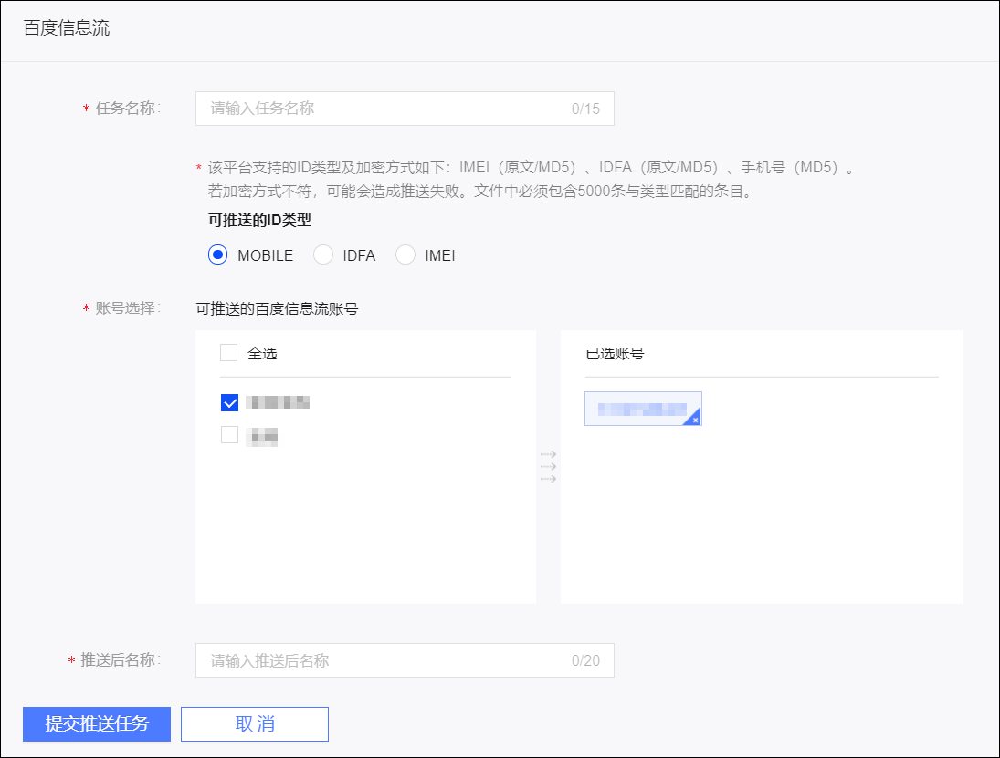 百度信息流
* 任务名称:
请输入任务名称 0/15
* 该平台支持的ID类型及加密方式如下：IMEI（原文/MD5）、IDFA（原文/MD5）、手机号（MD5）。
若加密方式不符，可能会造成推送失败。文件中必须包含5000条与类型匹配的条目。
可推送的ID类型
MOBILE IDFA IMEI
* 账号选择: 可推送的百度信息流账号
全选
已选账号
* 推送后名称:
请输入推送后名称 0/20
提交推送任务 取 消